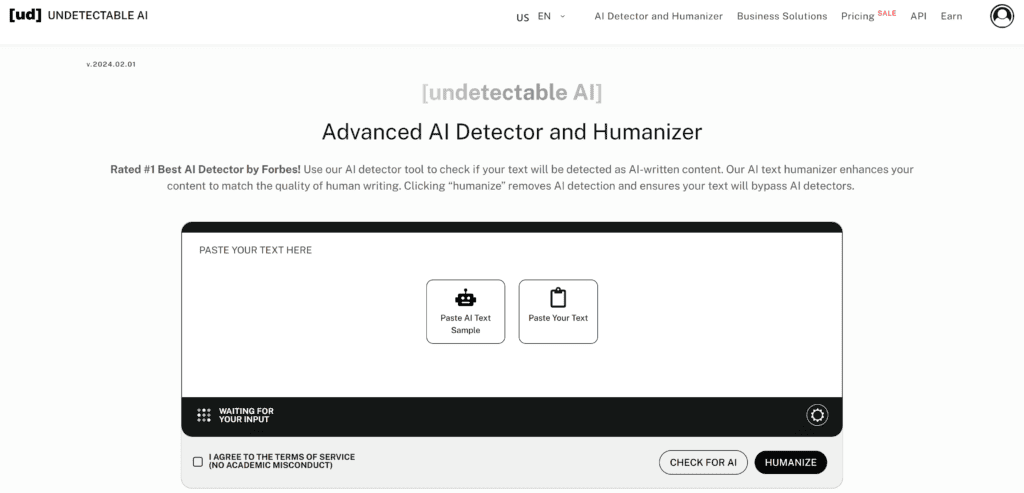 [ud] UNDETECTABLE AI
US EN AI Detector and Humanizer Business Solutions Pricing SALE API Earn
v.2024.02.01
[undetectable AI]
Advanced AI Detector and Humanizer
Rated #1 Best AI Detector by Forbes! Use our AI detector tool to check if your text will be detected as AI-written content. Our AI text humanizer enhances your
content to match the quality of human writing. Clicking “humanize” removes AI detection and ensures your text will bypass AI detectors.
PASTE YOUR TEXT HERE
Paste AI Text
Sample
Paste Your Text
WAITING FOR
YOUR INPUT
I AGREE TO THE TERMS OF SERVICE
(NO ACADEMIC MISCONDUCT)
CHECK FOR AI
HUMANIZE